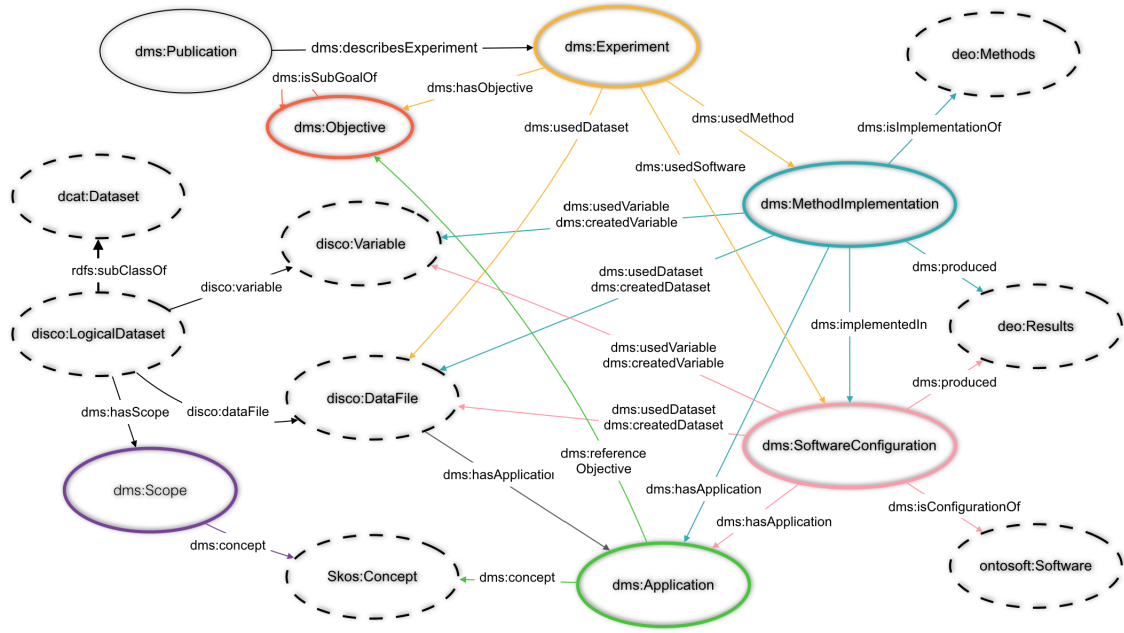 dms:Publication
dms:describesExperiment
dms:Experiment
deo:Methods
dms:isSubGoalOf
dms:hasObjective
dms:Objective
dms:usedDataset
dms:usedMethod
dms:isImplementationOf
dms:usedSoftware
dcat:Dataset
dms:usedVariable
dms:createdVariable
dms:MethodImplementation
disco:Variable
rdfs:subClassOf
disco:variable
dms:usedDataset
dms:createdDataset
dms:produced
disco:LogicalDataset
dms:implementedIn
deo:Results
dms:usedVariable
dms:createdVariable
dms:produced
disco:DataFile
dms:hasScope
disco:dataFile
dms:usedDataset
dms:createdDataset
dms:SoftwareConfiguration
dms:reference
Objective
dms:hasApplication
dms:Scope
dms:hasApplication
dms:isConfigurationOf
dms:hasApplication
dms:concept
Skos:Concept
dms:concept
dms:Application
ontosoft:Software